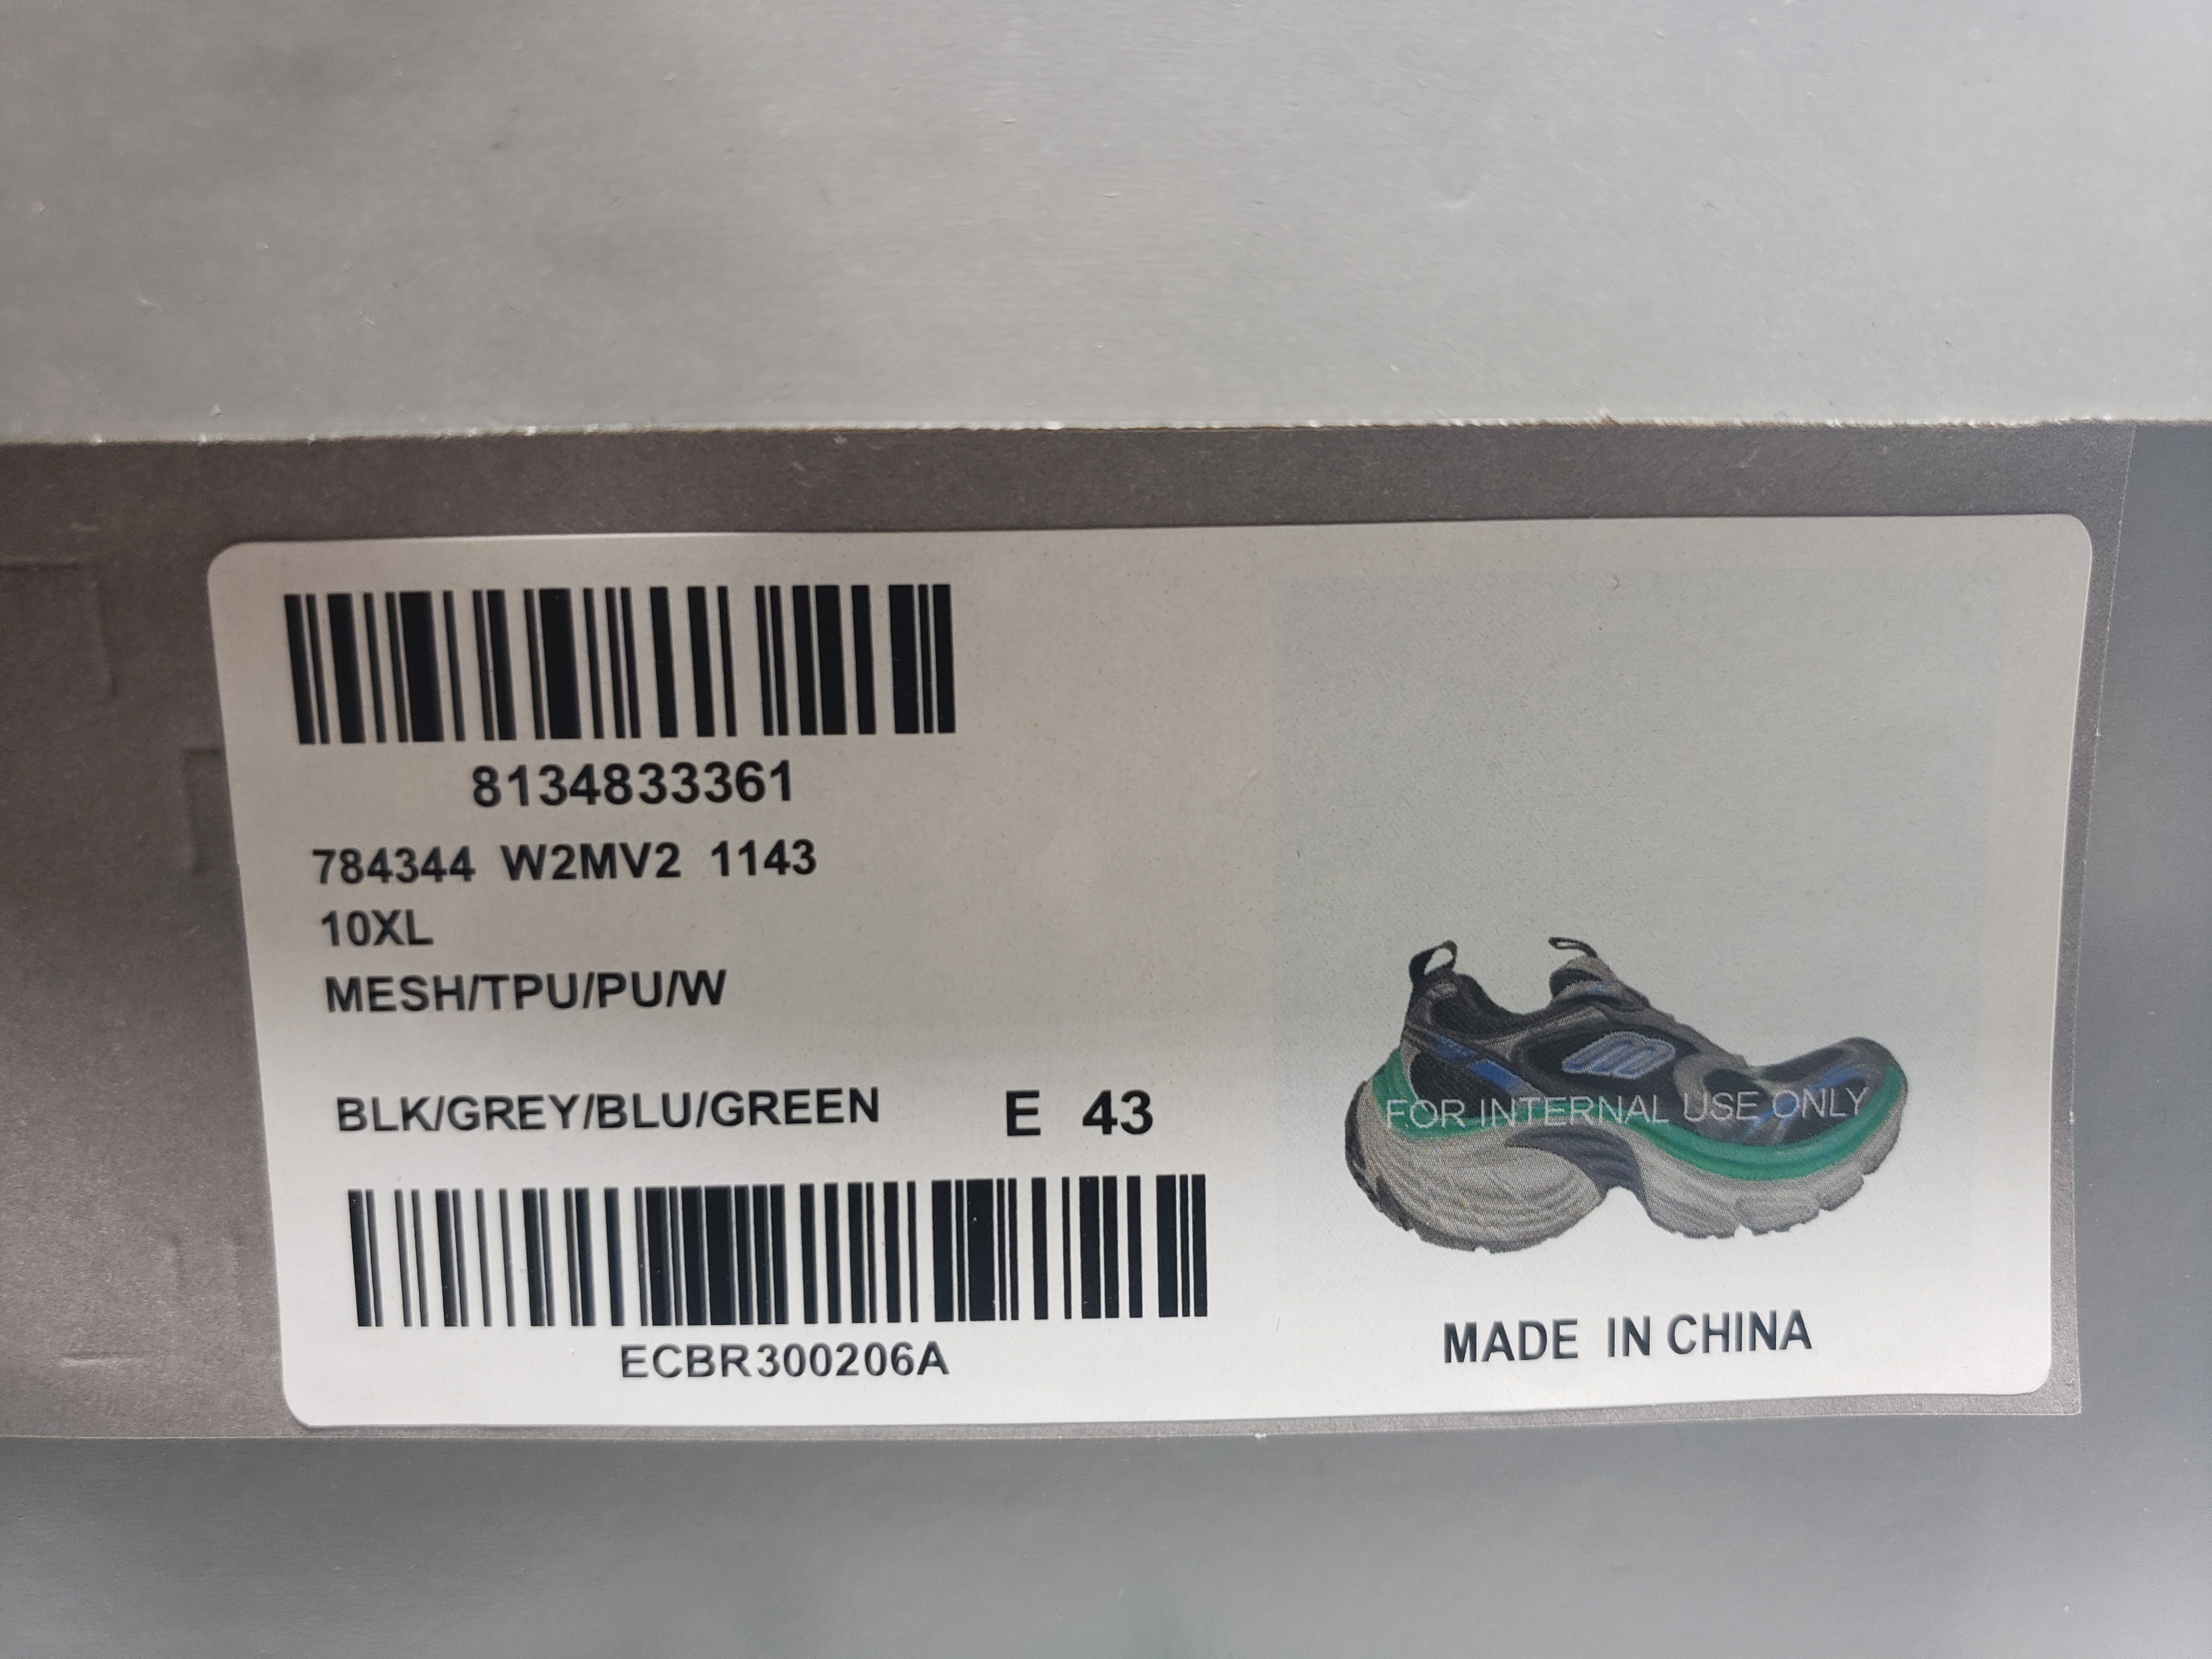 8134833361
784344 W2MV2 1143
10XL
MESH/TPU/PU/W
BLK/GREY/BLU/GREEN E 43
ECBR300206A
FOR INTERNAL USE ONLY
MADE IN CHINA